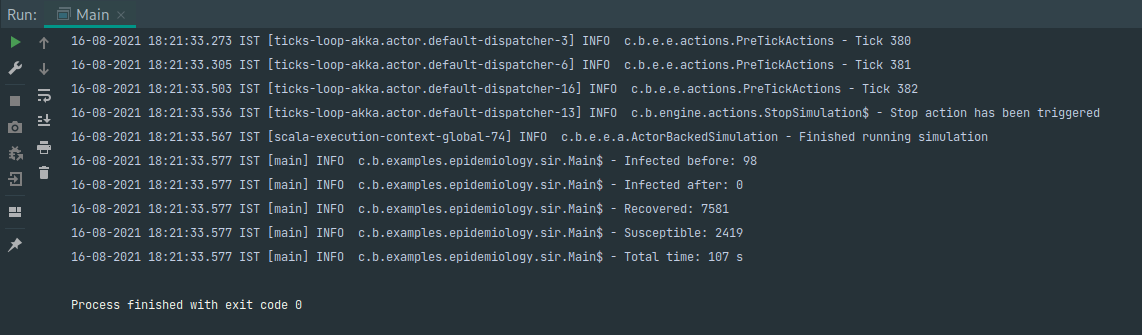 Run: Main
16-08-2021 18:21:33.273 IST [ticks-loop-akka.actor.default-dispatcher-3] INFO  c.b.e.e.actions.PreTickActions - Tick 380
16-08-2021 18:21:33.305 IST [ticks-loop-akka.actor.default-dispatcher-6] INFO  c.b.e.e.actions.PreTickActions - Tick 381
16-08-2021 18:21:33.503 IST [ticks-loop-akka.actor.default-dispatcher-16] INFO  c.b.e.e.actions.PreTickActions - Tick 382
16-08-2021 18:21:33.536 IST [ticks-loop-akka.actor.default-dispatcher-13] INFO  c.b.engine.actions.StopSimulation$ - Stop action has been triggered
16-08-2021 18:21:33.567 IST [scala-execution-context-global-74] INFO  c.b.e.e.a.ActorBackedSimulation - Finished running simulation
16-08-2021 18:21:33.577 IST [main] INFO  c.b.examples.epidemiology.sir.Main$ - Infected before: 98
16-08-2021 18:21:33.577 IST [main] INFO  c.b.examples.epidemiology.sir.Main$ - Infected after: 0
16-08-2021 18:21:33.577 IST [main] INFO  c.b.examples.epidemiology.sir.Main$ - Recovered: 7581
16-08-2021 18:21:33.577 IST [main] INFO  c.b.examples.epidemiology.sir.Main$ - Susceptible: 2419
16-08-2021 18:21:33.577 IST [main] INFO  c.b.examples.epidemiology.sir.Main$ - Total time: 107 s
Process finished with exit code 0